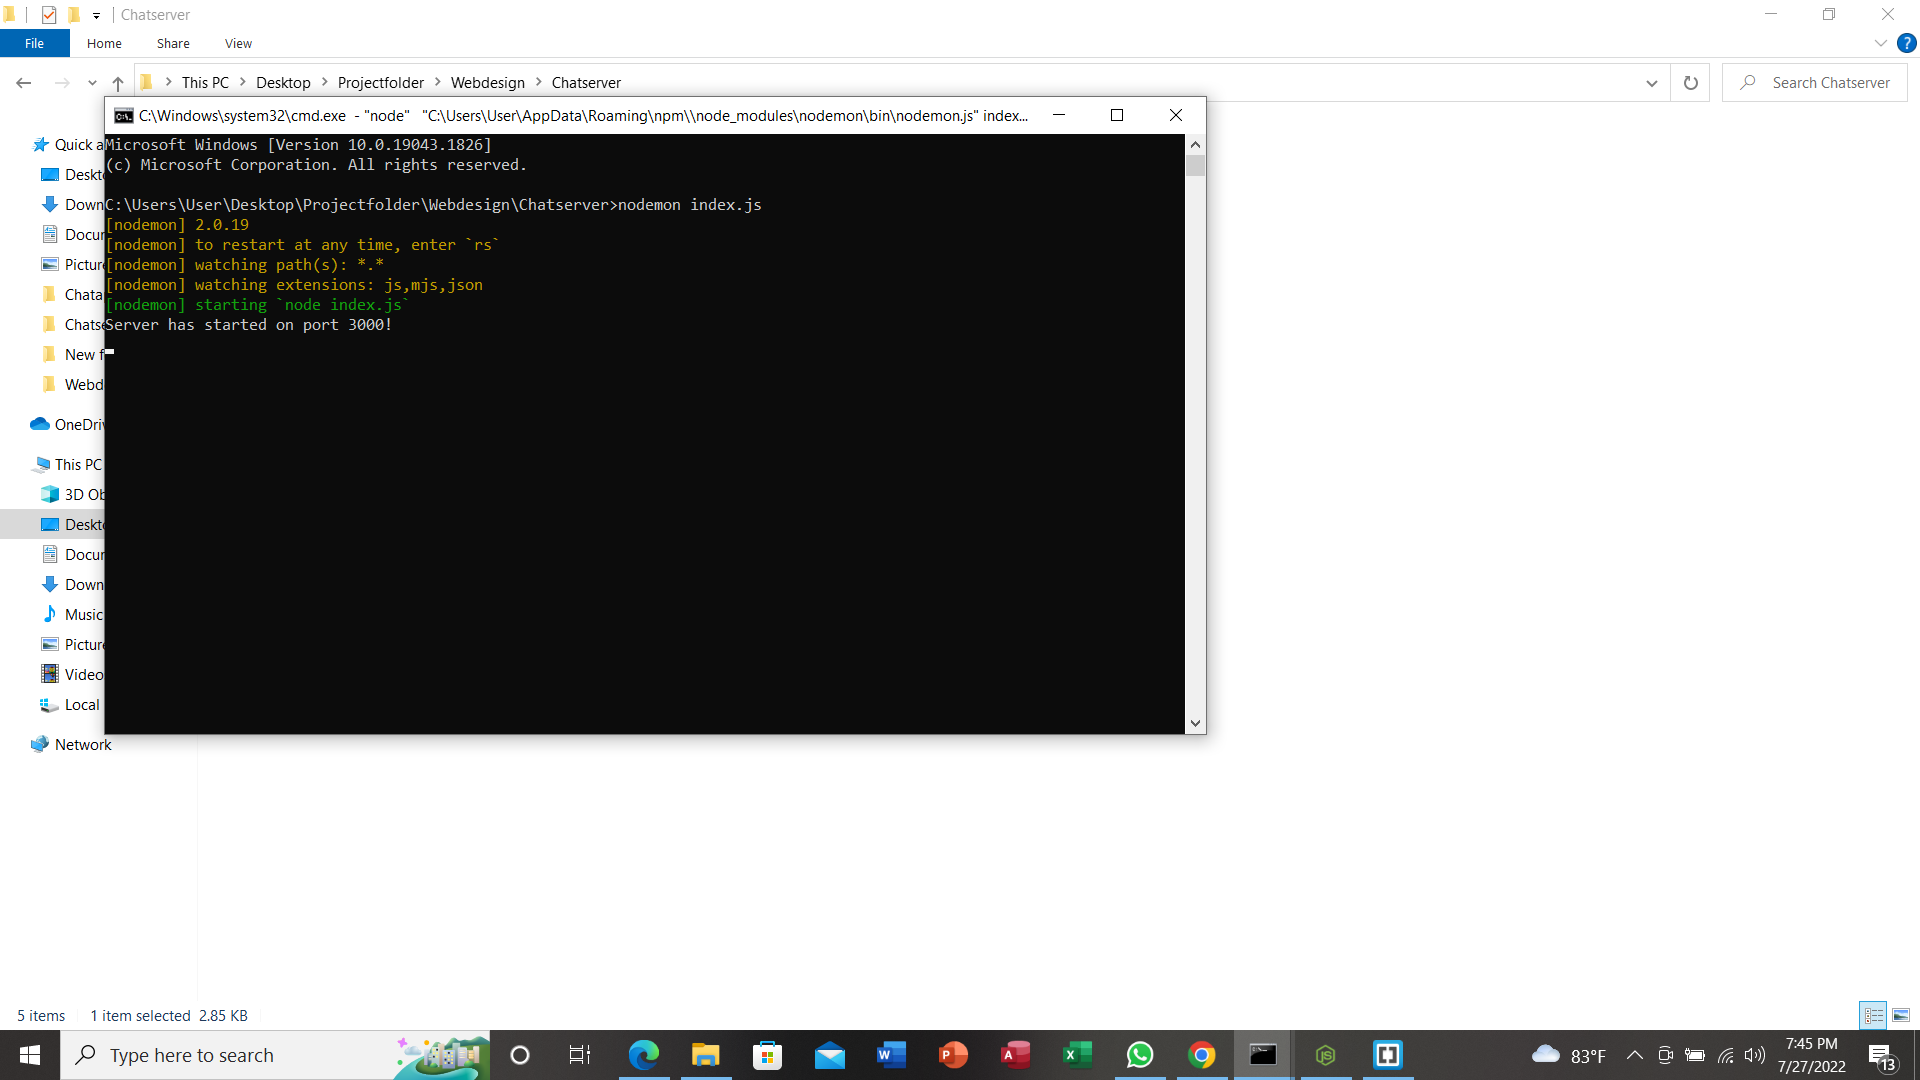 Chatserver
File Home Share View
This PC > Desktop > Projectfolder > Webdesign > Chatserver
Search Chatserver
C:\Windows\system32\cmd.exe - "node" "C:\Users\User\AppData\Roaming\npm\\node_modules\nodemon\bin\nodemon.js" index...
Microsoft Windows [Version 10.0.19043.1826]
(c) Microsoft Corporation. All rights reserved.
C:\Users\User\Desktop\Projectfolder\Webdesign\Chatserver>nodemon index.js
[nodemon] 2.0.19
[nodemon] to restart at any time, enter `rs`
[nodemon] watching path(s): *.*
[nodemon] watching extensions: js,mjs,json
[nodemon] starting `node index.js`
Server has started on port 3000!
Quick a
Deskt
Down
Docur
Pictur
Chata
Chats
New f
Webd
OneDri
This PC
3D Ob
Deskt
Docur
Down
Music
Pictur
Video
Local
Network
5 items 1 item selected 2.85 KB
Type here to search
83°F
7:45 PM
7/27/2022
13